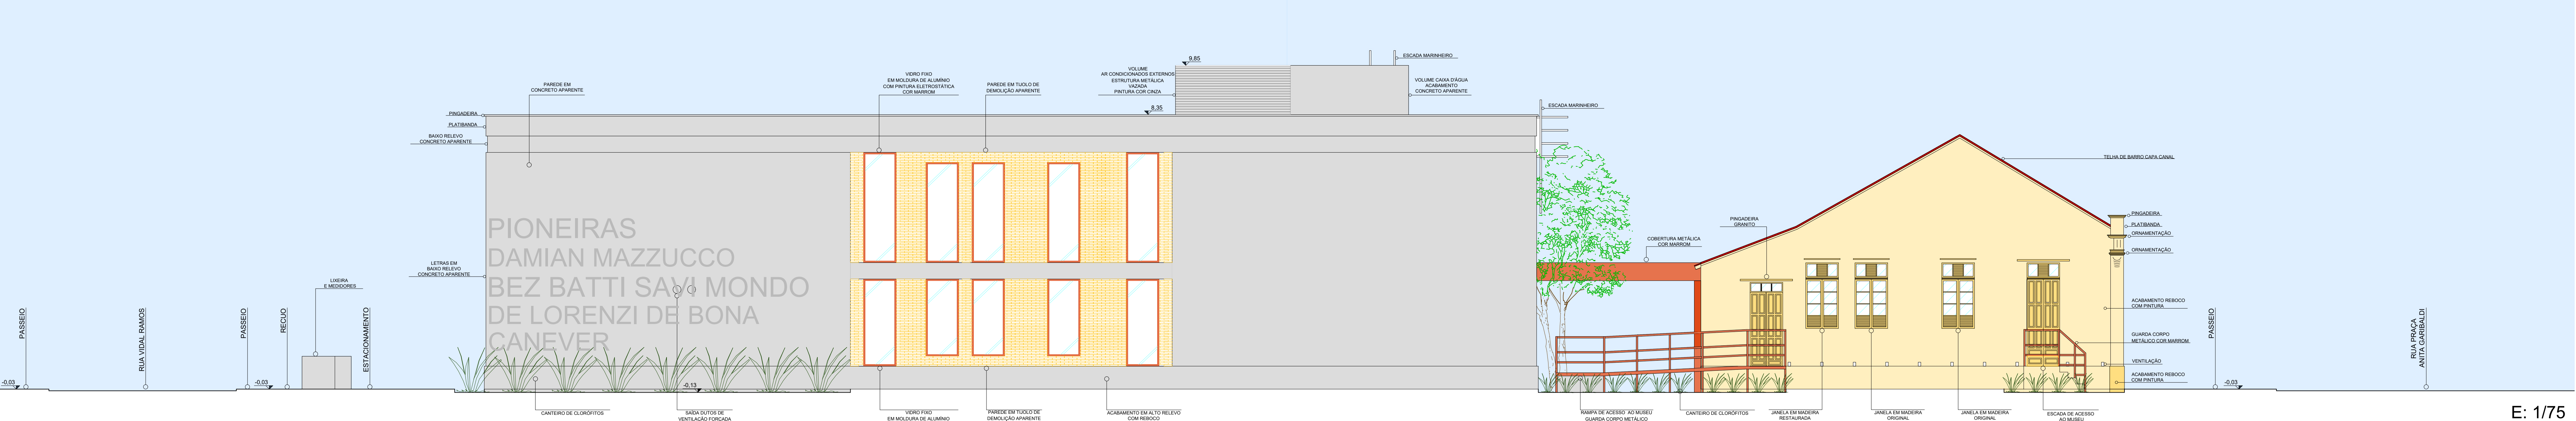 9,85
ESCADA MARINHEIRO
VOLUME
AR CONDICIONADOS EXTERNOS
ESTRUTURA METÁLICA
VAZADA
PINTURA COR CINZA
VOLUME CAIXA D'ÁGUA
ACABAMENTO
CONCRETO APARENTE
PAREDE EM
CONCRETO APARENTE
VIDRO FIXO
EM MOLDURA DE ALUMÍNIO
COM PINTURA ELETROSTÁTICA
COR MARROM
PAREDE EM TIJOLO DE
DEMOLIÇÃO APARENTE
8,35
ESCADA MARINHEIRO
PINGADEIRA
PLATIBANDA
BAIXO RELEVO
CONCRETO APARENTE
TELHA DE BARRO CAPA CANAL
PIONEIRAS
DAMIAN MAZZUCCO
BEZ BATTI SAVI MONDO
DE LORENZI DE BONA
CANEVER
LETRAS EM
BAIXO RELEVO
CONCRETO APARENTE
PINGADEIRA
GRANITO
COBERTURA METÁLICA
COR MARROM
PINGADEIRA
PLATIBANDA
ORNAMENTAÇÃO
ORNAMENTAÇÃO
LIXEIRA
E MEDIDORES
PASSEIO
RUA VIDAL RAMOS
PASSEIO
RECUO
ESTACIONAMENTO
ACABAMENTO REBOCO
COM PINTURA
GUARDA CORPO
METÁLICO COR MARROM
VENTILAÇÃO
ACABAMENTO REBOCO
COM PINTURA
PASSEIO
RUA PRAÇA
ANITA GARIBALDI
-0,03
-0,03
-0,13
-0,03
CANTEIRO DE CLORÓFITOS
SAÍDA DUTOS DE
VENTILAÇÃO FORÇADA
VIDRO FIXO
EM MOLDURA DE ALUMÍNIO
PAREDE EM TIJOLO DE
DEMOLIÇÃO APARENTE
ACABAMENTO EM ALTO RELEVO
COM REBOCO
RAMPA DE ACESSO AO MUSEU
GUARDA CORPO METÁLICO
CANTEIRO DE CLORÓFITOS
JANELA EM MADEIRA
RESTAURADA
JANELA EM MADEIRA
ORIGINAL
JANELA EM MADEIRA
ORIGINAL
ESCADA DE ACESSO
AO MUSEU
E: 1/75